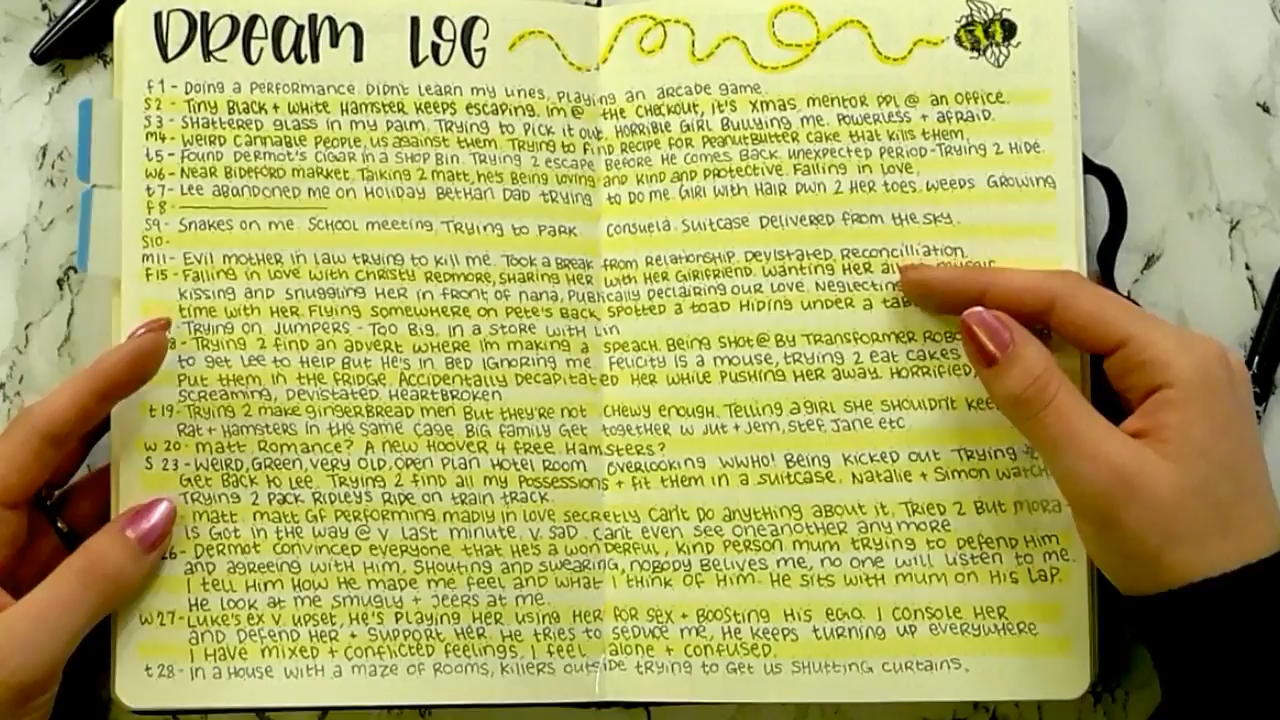 DReam LOG
f1 - Doing a performance. Didn't learn my lines, playing an arcade game.
S2 - Tiny Black + white Hamster keeps escaping. im @ the checkout, it's xmas, mentor ppl @ an office.
S3 - Shattered glass in my palm. Trying to pick it out. Horrible girl bullying me. Powerless + afraid.
m4 - Weird cannable people, us against them. Trying to find recipe for peanutbutter cake that kills them.
t5 - Found Dermot's cigar in a shop bin. Trying 2 escape before he comes back. Unexpected period - trying 2 hide.
w6 - Near Bideford market. Talking 2 matt, he's being loving and kind and protective. Falling in love.
t7 - Lee abandoned me on holiday Bethan Dad trying to do me. Girl with hair Dwn 2 her toes. weeds growing
f8 -
S9 - Snakes on me. School meeting, Trying to park. Consuela. Suitcase delivered from the sky.
S10 -
m11 - Evil mother in law trying to kill me. Took a break from relationship. Devistated. Reconcilliation.
f15 - Falling in love with Christy Redmore, sharing her with her girlfriend. Wanting her all
kissing and snuggling her in front of nana, publically declairing our love. Neglecting
time with her. Flying somewhere on Pete's back. Spotted a toad hiding under a
- Trying on jumpers - too big. in a store with Lin
8 - Trying 2 find an advert where I'm making a speach. Being shot @ by transformer
to get Lee to help but he's in bed ignoring me. Felicity is a mouse, trying 2 eat cakes
Put them in the fridge. Accidentally decapitated her while pushing her away. Horrified,
Screaming, devistated. Heartbroken.
t19 - Trying 2 make gingerbread men but they're not chewy enough. Telling a girl she shouldn't
Rat + hamsters in the same cage. Big family get together w Jut + Jem, Stef, Jane etc
w 20 - matt. Romance? A new hoover 4 free. Hamsters?
S 23 - Weird, green, very old, open plan hotel room overlooking WWHO! Being kicked out trying 2
Get back to Lee. Trying 2 find all my possessions + fit them in a suitcase. Natalie + Simon watch
Trying 2 pack Ripleys Ride on train track.
matt. matt GF performing madly in love secretly can't do anything about it. Tried 2 but mora-
ls got in the way @ v. last minute. v. sad. Cant even see oneanother anymore
26 - Dermot convinced everyone that he's a wonderful, kind person mum trying to defend him
and agreeing with him. Shouting and swearing, nobody belives me, no one will listen to me.
I tell him how he made me feel and what I think of him. He sits with mum on his lap.
He look at me smugly + jeers at me.
w27 - Luke's ex v. upset, he's playing her using her for sex + boosting his ego. I console her
and defend her + support her. He tries to seduce me, he keeps turning up everywhere
I have mixed + conflicted feelings. I feel alone + confused.
t28 - in a house with a maze of rooms, killers outside trying to get us shutting curtains.